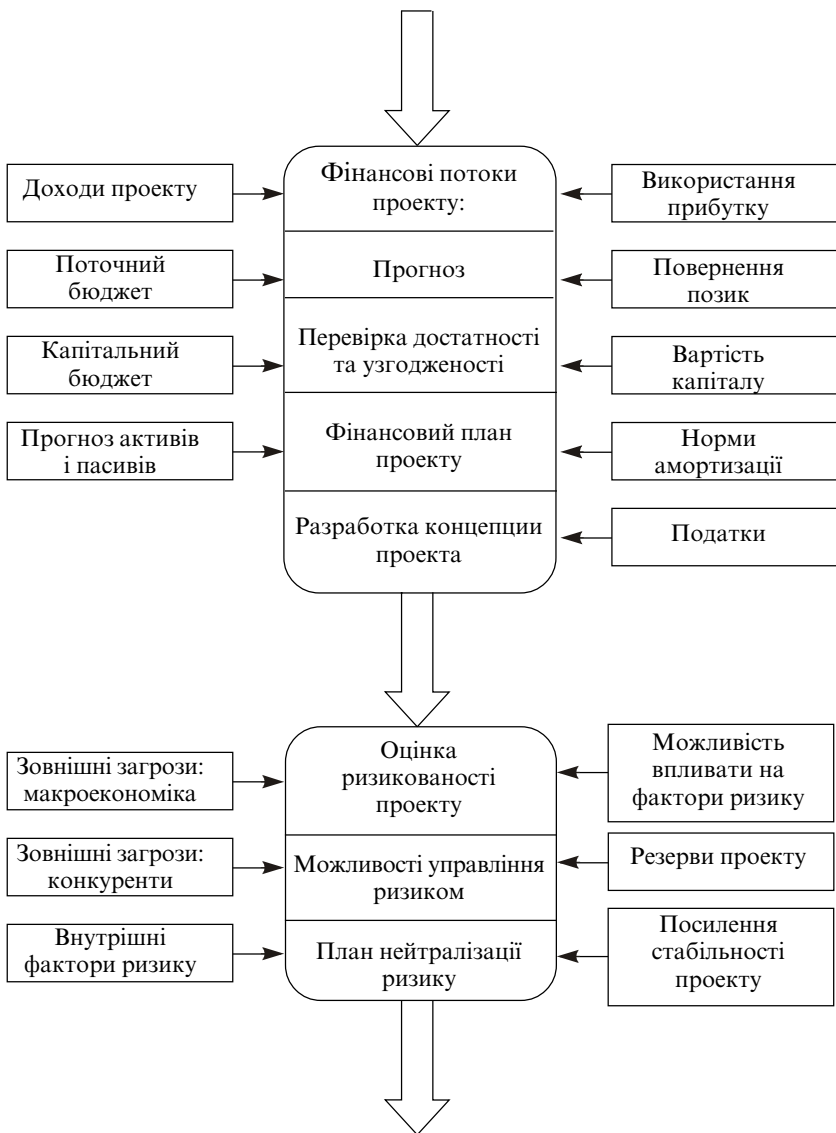 Доходи проекту
Фінансові потоки
проекту:
Використання
прибутку
Поточний
бюджет
Прогноз
Повернення
позик
Капітальний
бюджет
Перевірка достатності
та узгодженості
Вартість
капіталу
Прогноз активів
і пасивів
Фінансовий план
проекту
Норми
амортизації
Разработка концепции
проекта
Податки
Зовнішні загрози:
макроекономіка
Оцінка
ризикованості
проекту
Можливість
впливати на
фактори ризику
Зовнішні загрози:
конкуренти
Можливості управління
ризиком
Резерви проекту
Внутрішні
фактори ризику
План нейтралізації
ризику
Посилення
стабільності
проекту